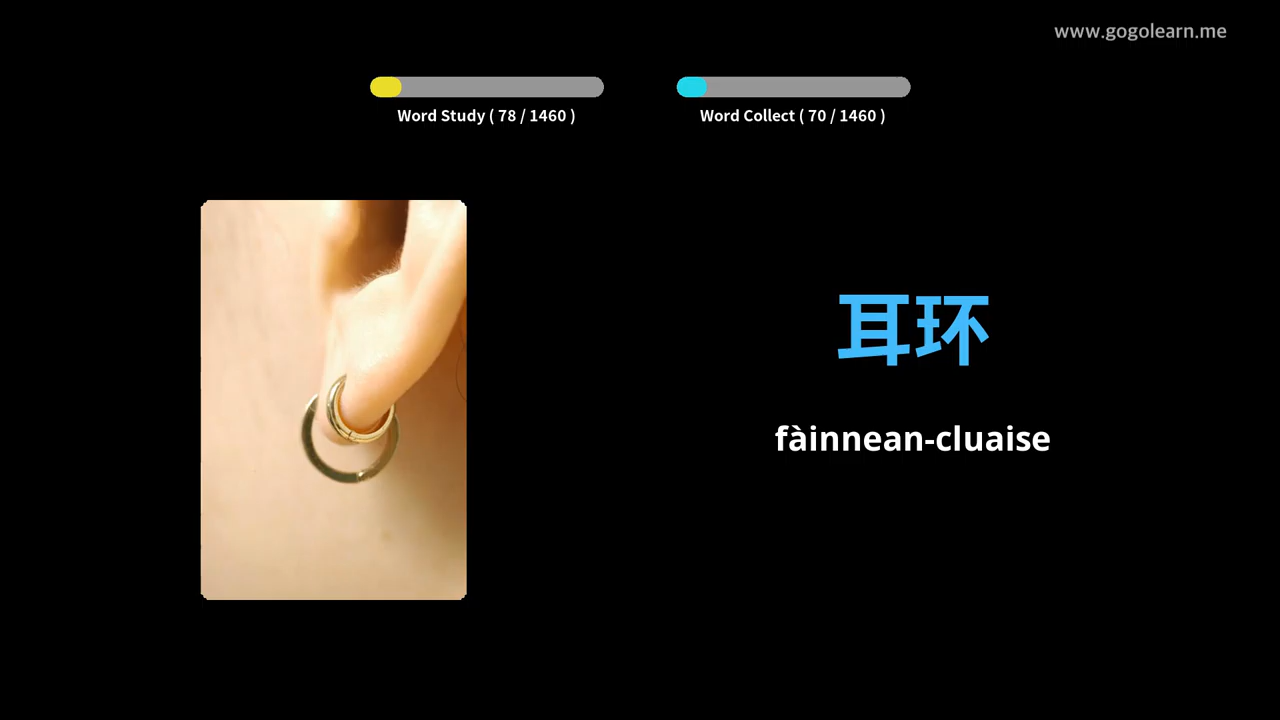 www.gogolearn.me
Word Study ( 78 / 1460 )
Word Collect ( 70 / 1460 )
耳环
fàinnean-cluaise